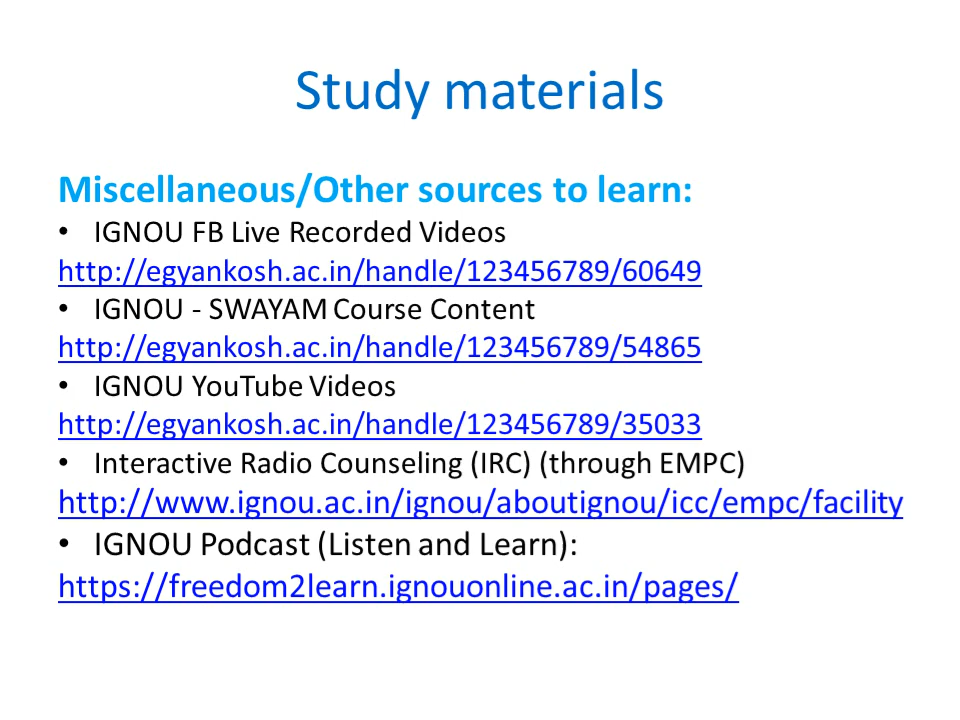 Study materials
Miscellaneous/Other sources to learn:
• IGNOU FB Live Recorded Videos
http://egyankosh.ac.in/handle/123456789/60649
• IGNOU - SWAYAM Course Content
http://egyankosh.ac.in/handle/123456789/54865
• IGNOU YouTube Videos
http://egyankosh.ac.in/handle/123456789/35033
• Interactive Radio Counseling (IRC) (through EMPC)
http://www.ignou.ac.in/ignou/aboutignou/icc/empc/facility
• IGNOU Podcast (Listen and Learn):
https://freedom2learn.ignouonline.ac.in/pages/